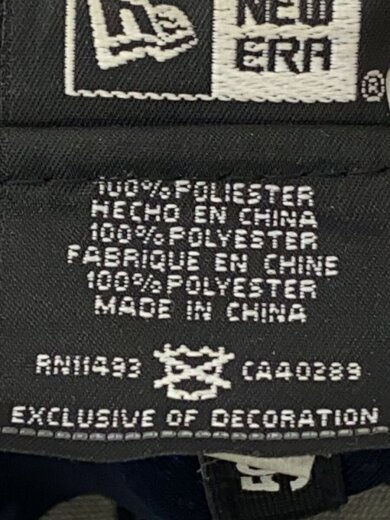 NEW
ERA
®
100%POLIESTER
HECHO EN CHINA
100%POLYESTER
FABRIQUE EN CHINE
100%POLYESTER
MADE IN CHINA
RN11493 CA40289
EXCLUSIVE OF DECORATION